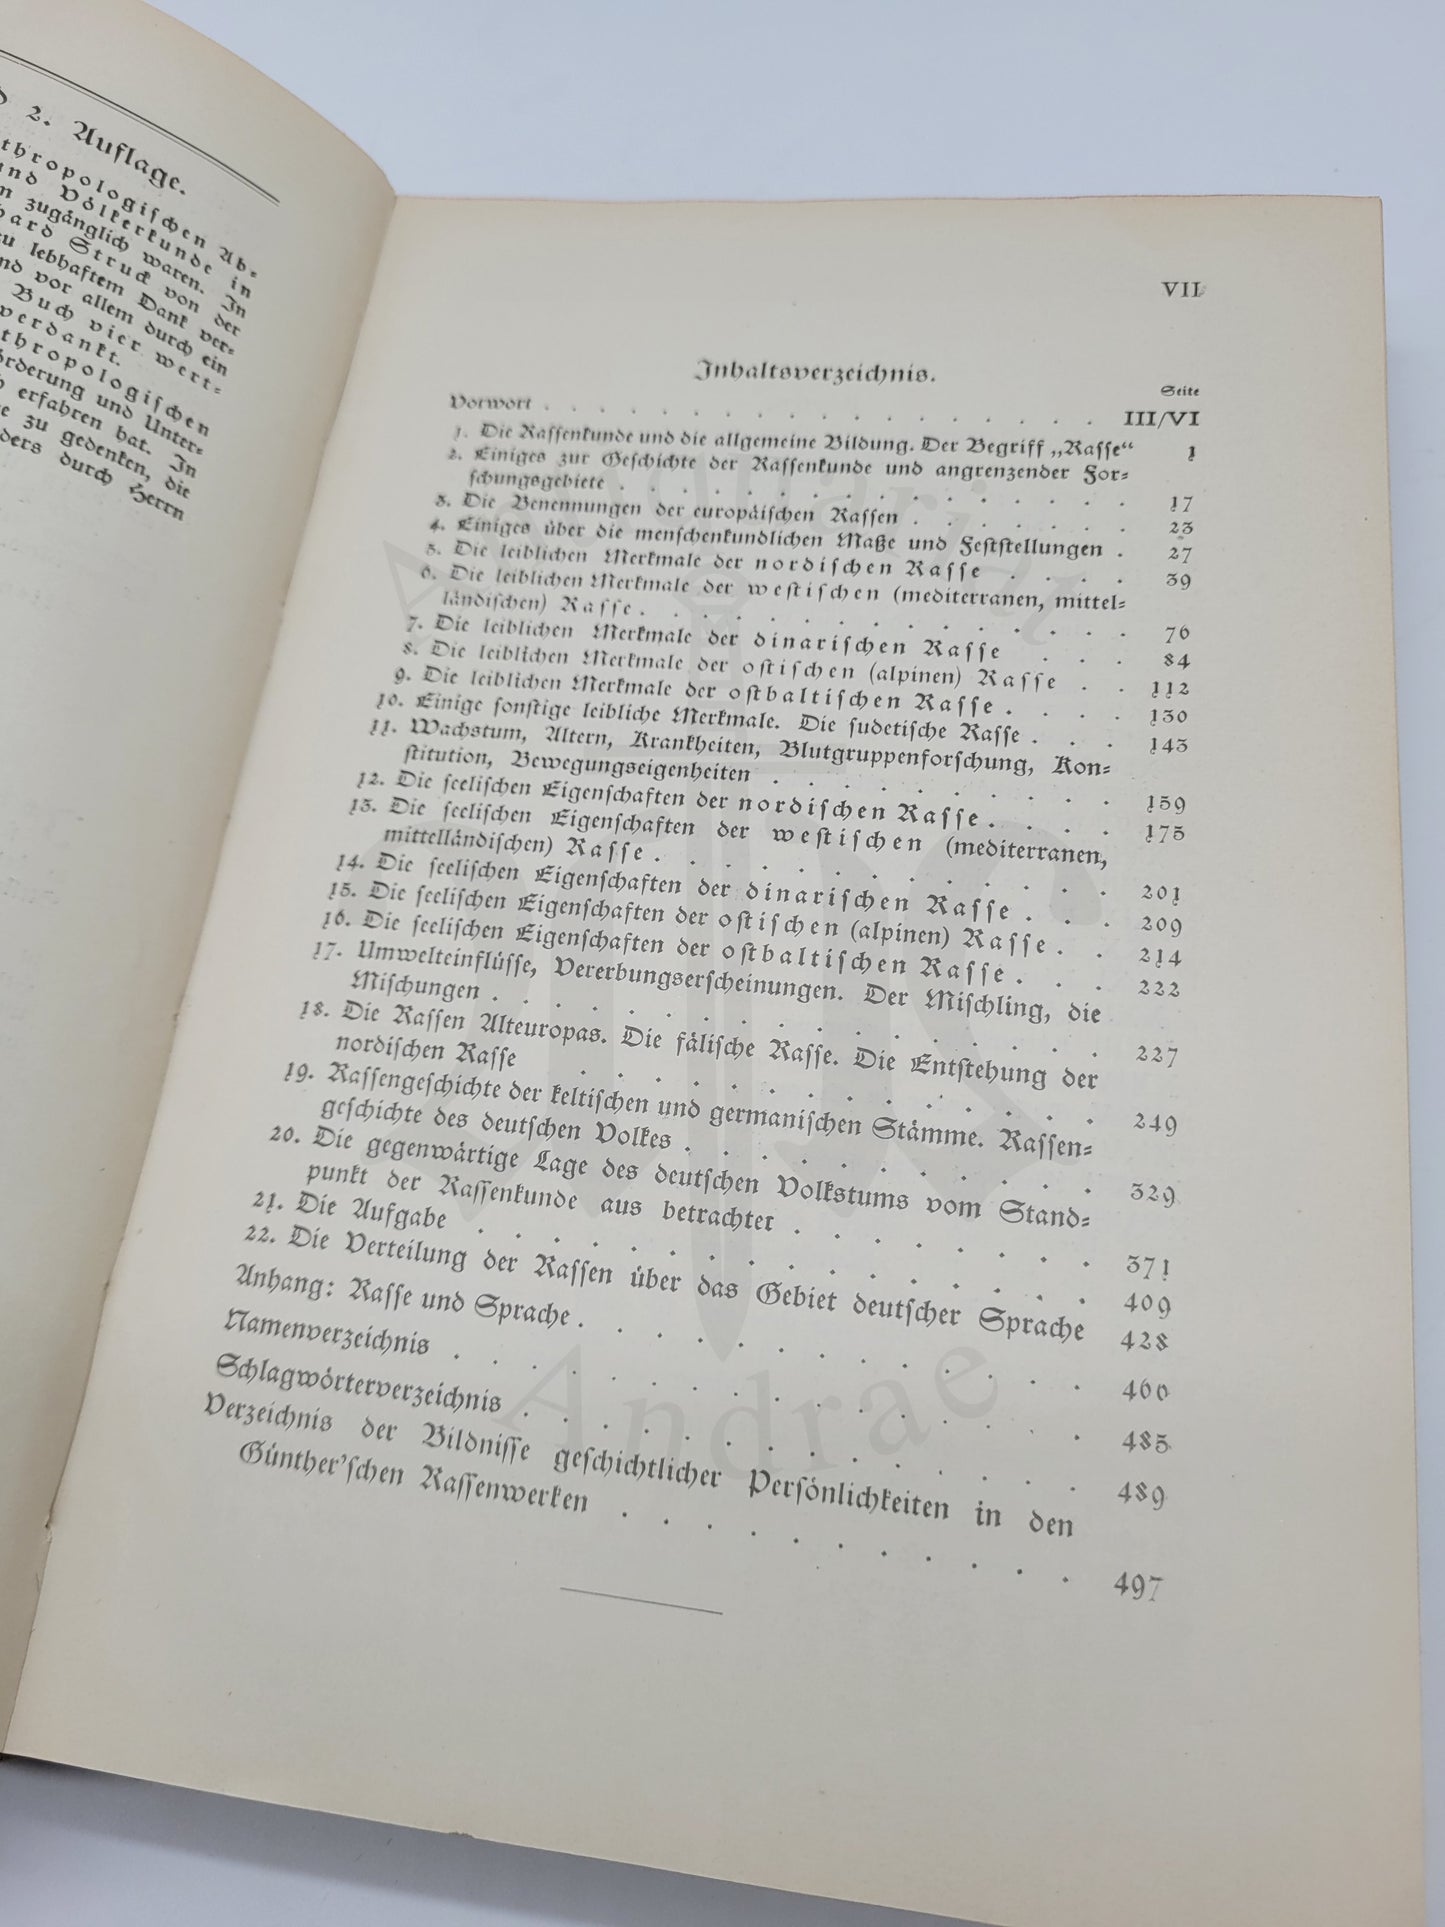 2. Auflage.
thropologischen Ab-
und Völkerkunde in
zugänglich waren. In
hard Struck von der
zu lebhaftem Dank ver-
und vor allem durch ein
Buch vier wert-
verdankt.
thropologischen
örderung und Unter-
erfahren hat. In
zu gedenken, die
ders durch Herrn
VII
Inhaltsverzeichnis.
Seite
Vorwort . . . . . . . . . . . . . . . . III/VI
1. Die Rassenkunde und die allgemeine Bildung. Der Begriff „Rasse“ 1
2. Einiges zur Geschichte der Rassenkunde und angrenzender For-
schungsgebiete . . . . . . . . . . . . . . 17
3. Die Benennungen der europäischen Rassen . . . . . . 23
4. Einiges über die menschenkundlichen Maße und Feststellungen . 27
5. Die leiblichen Merkmale der nordischen Rasse . . . . 39
6. Die leiblichen Merkmale der westischen (mediterranen, mittel-
ländischen) Rasse . . . . . . . . . . . . . 76
7. Die leiblichen Merkmale der dinarischen Rasse . . . 84
8. Die leiblichen Merkmale der ostischen (alpinen) Rasse . . 112
9. Die leiblichen Merkmale der ostbaltischen Rasse . . . . 130
10. Einige sonstige leibliche Merkmale. Die sudetische Rasse . . . 143
11. Wachstum, Altern, Krankheiten, Blutgruppenforschung, Kon-
stitution, Bewegungseigenheiten . . . . . . . . . 159
12. Die seelischen Eigenschaften der nordischen Rasse . . . . 175
13. Die seelischen Eigenschaften der westischen (mediterranen,
mittelländischen) Rasse . . . . . . . . . . . . 201
14. Die seelischen Eigenschaften der dinarischen Rasse . . . 209
15. Die seelischen Eigenschaften der ostischen (alpinen) Rasse . . 214
16. Die seelischen Eigenschaften der ostbaltischen Rasse . . . 222
17. Umwelteinflüsse, Vererbungserscheinungen. Der Mischling, die
Mischungen . . . . . . . . . . . . . . . 227
18. Die Rassen Alteuropas. Die fälische Rasse. Die Entstehung der
nordischen Rasse . . . . . . . . . . . . . 249
19. Rassengeschichte der keltischen und germanischen Stämme. Rassen-
geschichte des deutschen Volkes . . . . . . . . . . 329
20. Die gegenwärtige Lage des deutschen Volkstums vom Stand-
punkt der Rassenkunde aus betrachtet . . . . . . . 371
21. Die Aufgabe . . . . . . . . . . . . . . . 409
22. Die Verteilung der Rassen über das Gebiet deutscher Sprache 428
Anhang: Rasse und Sprache . . . . . . . . . . . . 460
Namenverzeichnis . . . . . . . . . . . . . . . 485
Schlagwörterverzeichnis . . . . . . . . . . . . . 489
Verzeichnis der Bildnisse geschichtlicher Persönlichkeiten in den
Günther'schen Rassenwerken . . . . . . . . . . . 497
Antiquariat
Andrae